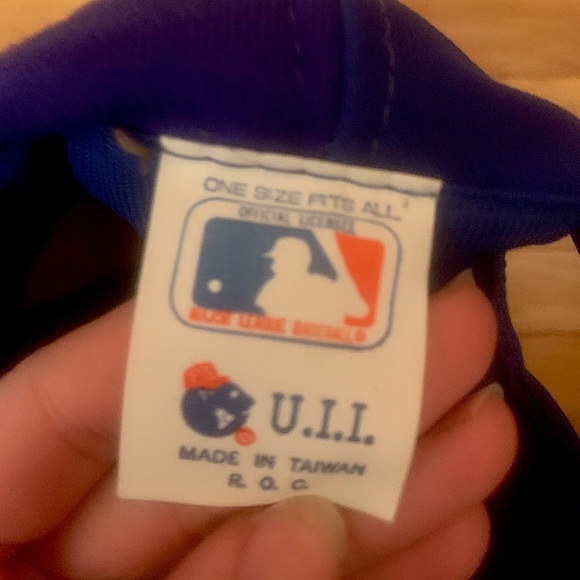 ONE SIZE FITS ALL
OFFICIAL LICENSEE
MAJOR LEAGUE BASEBALL®
U.I.I.
MADE IN TAIWAN
R. O. C.